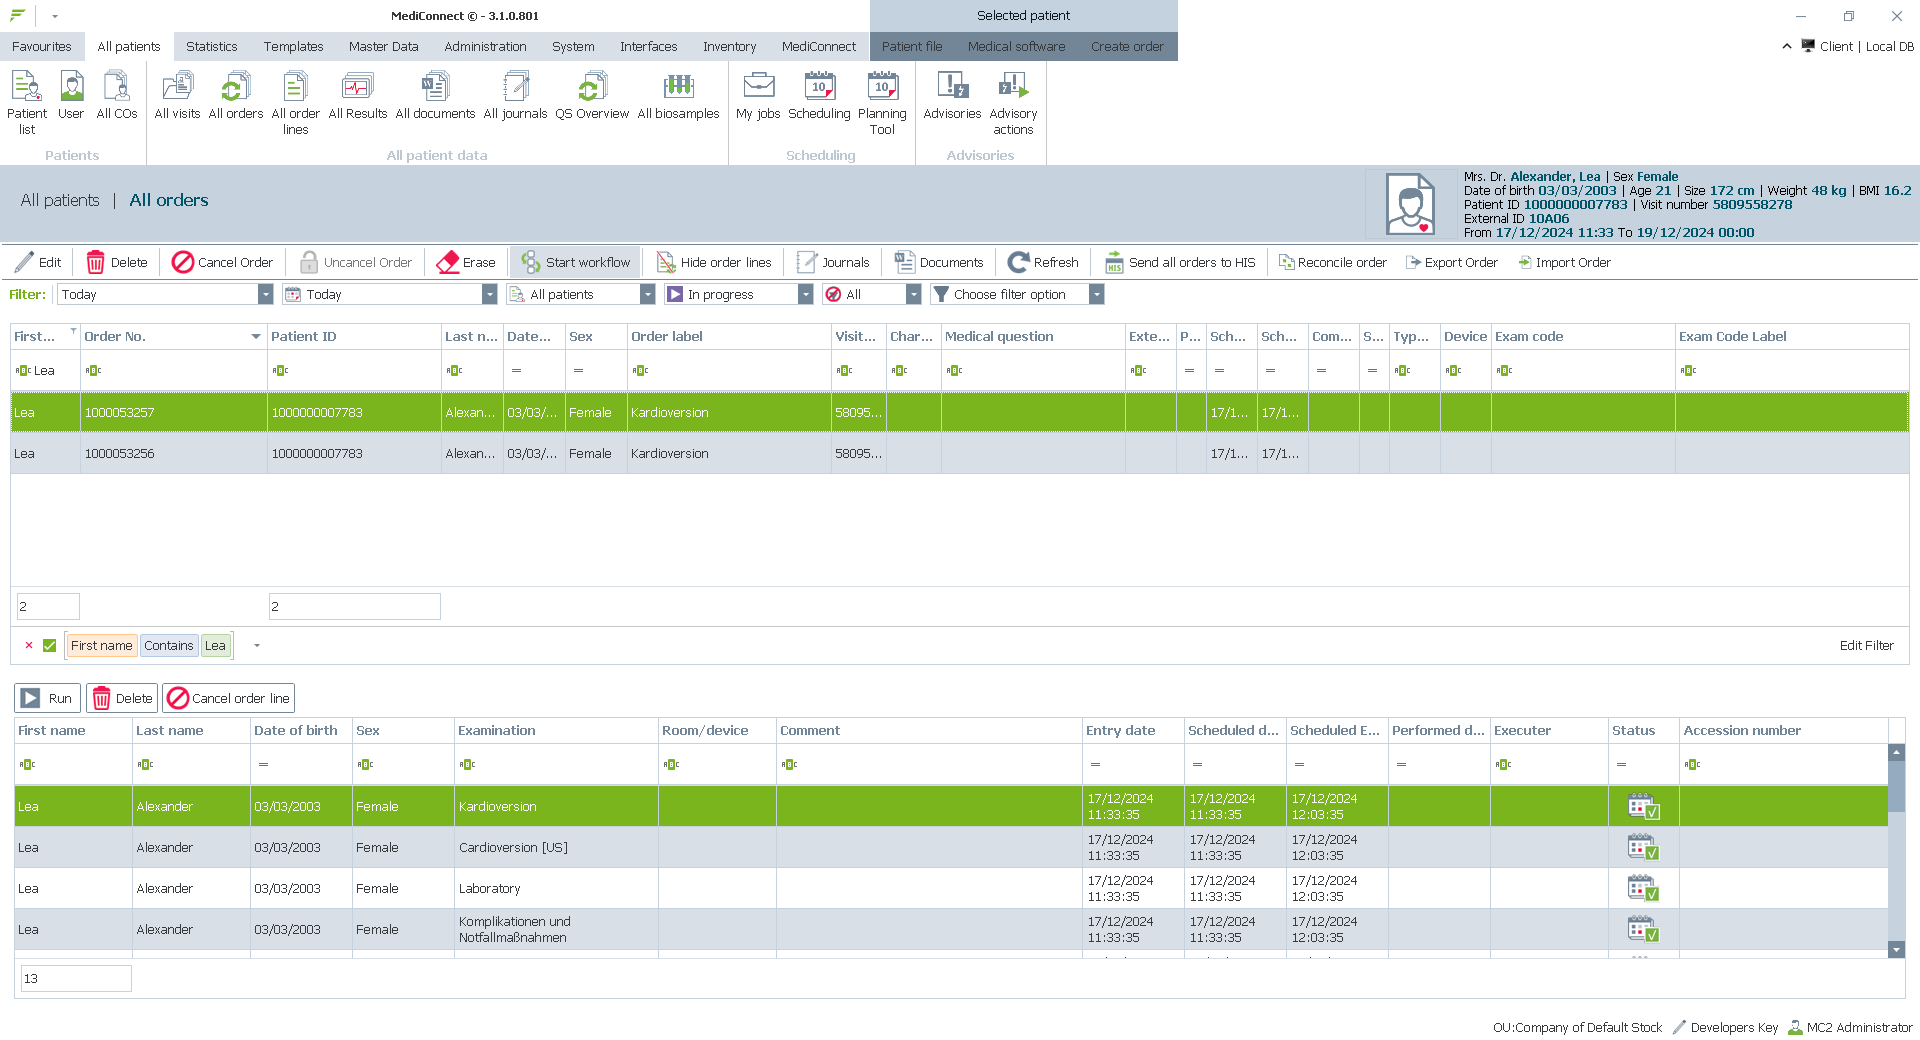 MediConnect © - 3.1.0.801
Selected patient
Favourites All patients Statistics Templates Master Data Administration System Interfaces Inventory MediConnect Patient file Medical software Create order
Client | Local DB
Patient list User All COs All visits All orders All order lines All Results All documents All journals QS Overview All biosamples My jobs Scheduling Planning Tool Advisories Advisory actions
Patients All patient data Scheduling Advisories
All patients | All orders
Mrs. Dr. Alexander, Lea | Sex Female
Date of birth 03/03/2003 | Age 21 | Size 172 cm | Weight 48 kg | BMI 16.2
Patient ID 1000000007783 | Visit number 5809558278
External ID 10A06
From 17/12/2024 11:33 To 19/12/2024 00:00
Edit Delete Cancel Order Uncancel Order Erase Start workflow Hide order lines Journals Documents Refresh Send all orders to HIS Reconcile order Export Order Import Order
Filter: Today Today All patients In progress All Choose filter option
First... Order No. Patient ID Last n... Date... Sex Order label Visit... Char... Medical question Exte... P... Sch... Sch... Com... S... Typ... Device Exam code Exam Code Label
Lea = = = = = = =
Lea 1000053257 1000000007783 Alexan... 03/03/... Female Kardioversion 58095... 17/1... 17/1...
Lea 1000053256 1000000007783 Alexan... 03/03/... Female Kardioversion 58095... 17/1... 17/1...
2 2
First name Contains Lea Edit Filter
Run Delete Cancel order line
First name Last name Date of birth Sex Examination Room/device Comment Entry date Scheduled d... Scheduled E... Performed d... Executer Status Accession number
= = = = = =
Lea Alexander 03/03/2003 Female Kardioversion 17/12/2024 11:33:35 17/12/2024 11:33:35 17/12/2024 12:03:35
Lea Alexander 03/03/2003 Female Cardioversion [US] 17/12/2024 11:33:35 17/12/2024 11:33:35 17/12/2024 12:03:35
Lea Alexander 03/03/2003 Female Laboratory 17/12/2024 11:33:35 17/12/2024 11:33:35 17/12/2024 12:03:35
Lea Alexander 03/03/2003 Female Komplikationen und Notfallmaßnahmen 17/12/2024 11:33:35 17/12/2024 11:33:35 17/12/2024 12:03:35
13
OU:Company of Default Stock Developers Key MC2 Administrator